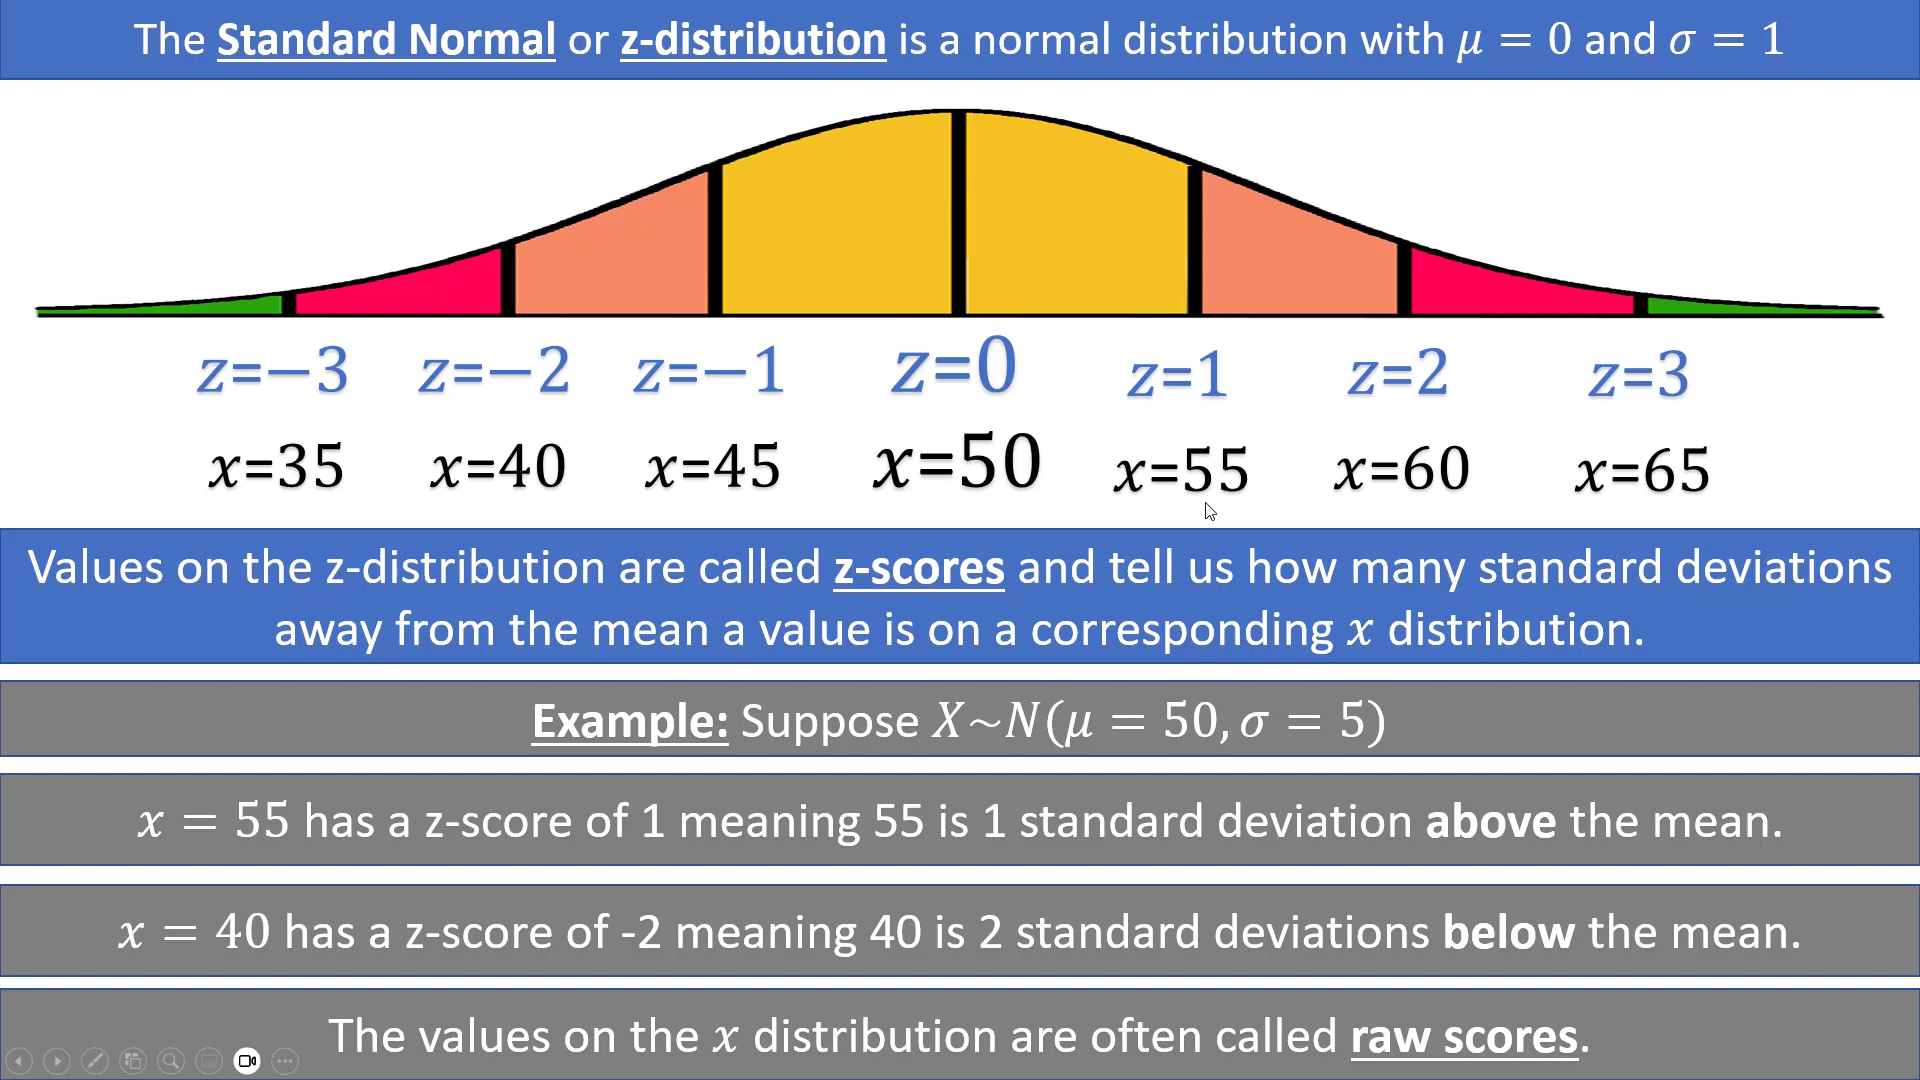 The Standard Normal or z-distribution is a normal distribution with μ = 0 and σ = 1
z=−3 z=−2 z=−1 z=0 z=1 z=2 z=3
x=35 x=40 x=45 x=50 x=55 x=60 x=65
Values on the z-distribution are called z-scores and tell us how many standard deviations
away from the mean a value is on a corresponding x distribution.
Example: Suppose X~N(μ = 50, σ = 5)
x = 55 has a z-score of 1 meaning 55 is 1 standard deviation above the mean.
x = 40 has a z-score of -2 meaning 40 is 2 standard deviations below the mean.
The values on the x distribution are often called raw scores.